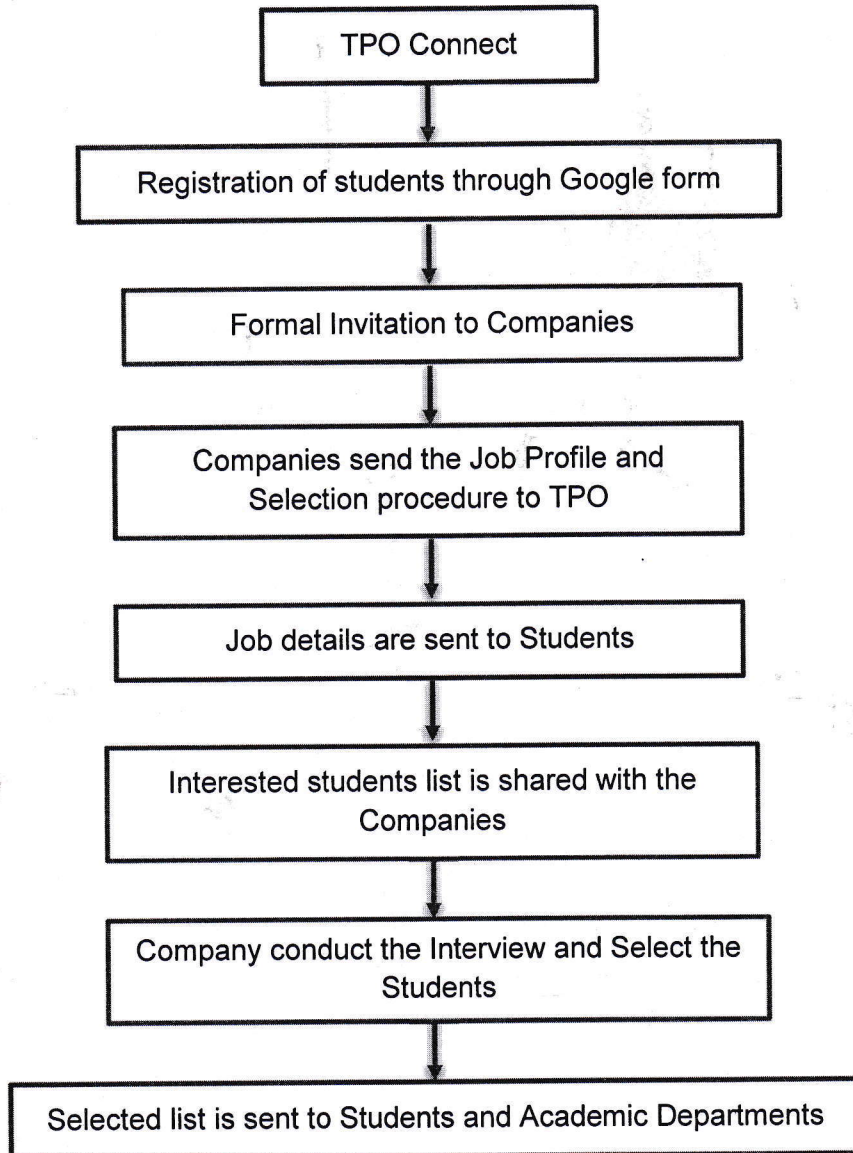 TPO Connect
Registration of students through Google form
Formal Invitation to Companies
Companies send the Job Profile and
Selection procedure to TPO
Job details are sent to Students
Interested students list is shared with the
Companies
Company conduct the Interview and Select the
Students
Selected list is sent to Students and Academic Departments